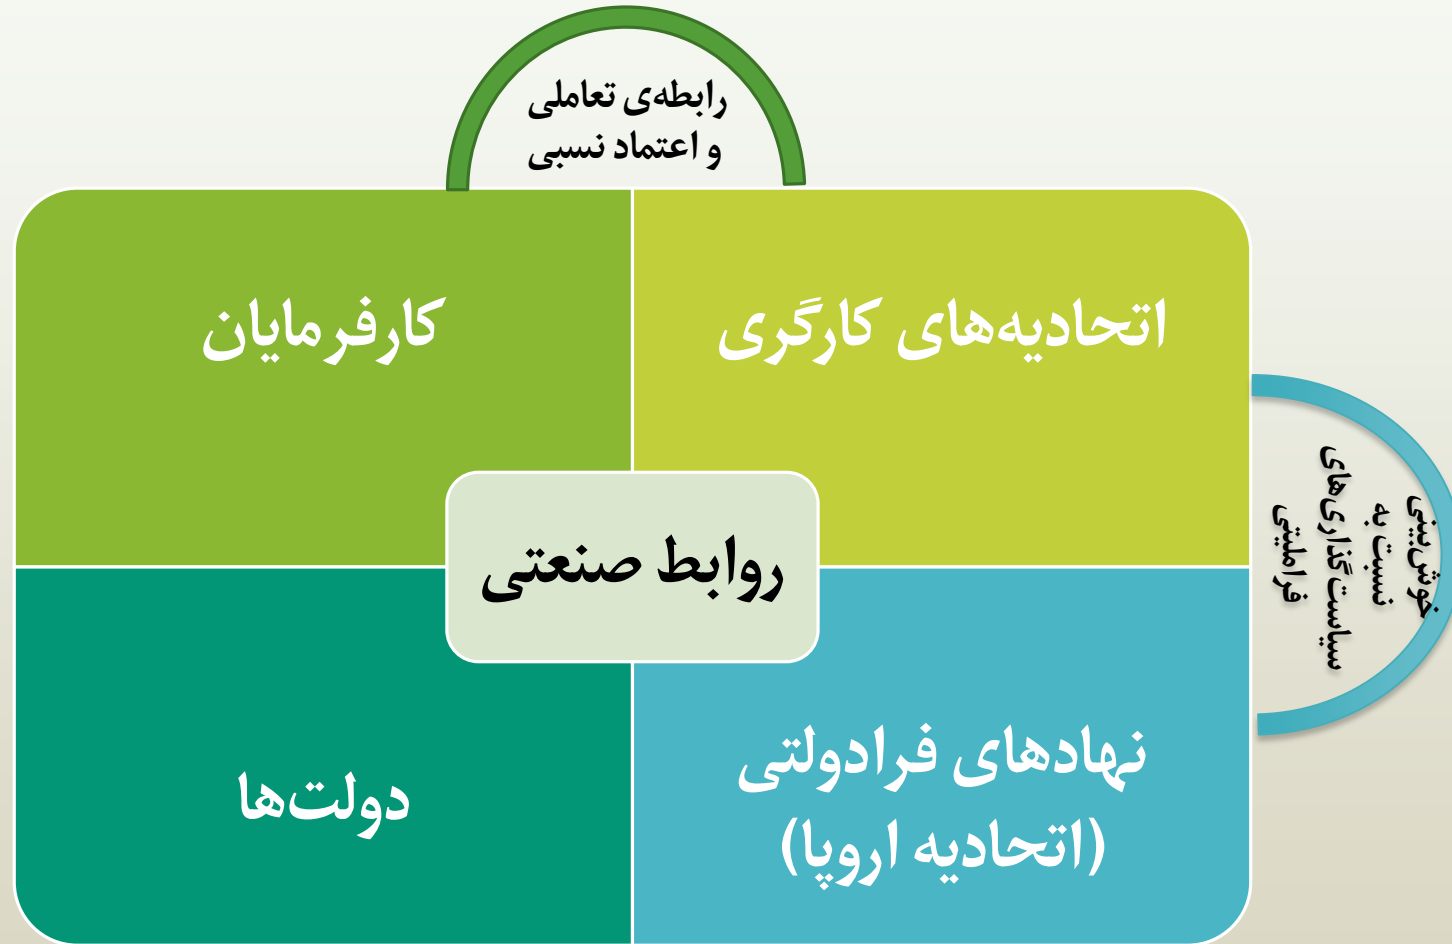 رابطه‌ی تعاملی
و اعتماد نسبی
اتحادیه‌های کارگری
کارفرمایان
روابط صنعتی
خوش‌بینی
نسبت به
سیاست‌گذاری‌های
فراملیتی
نهادهای فرادولتی
(اتحادیه اروپا)
دولت‌ها